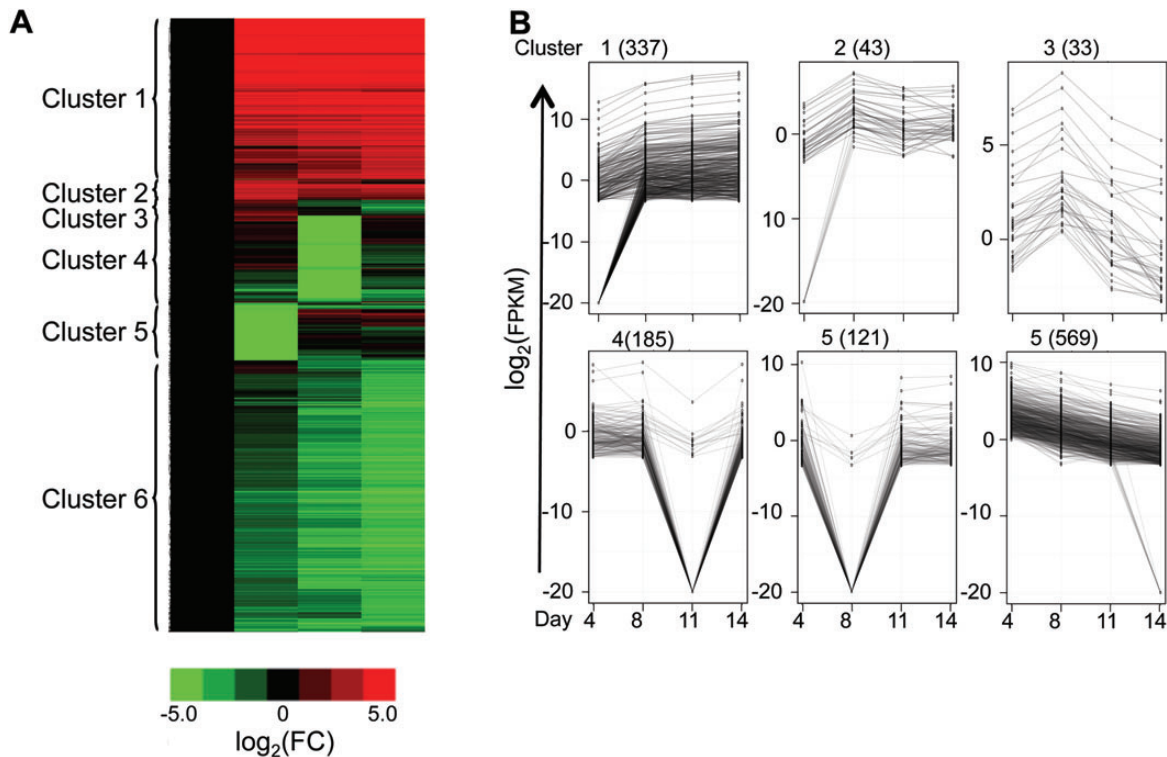 A
Cluster 1
Cluster 2
Cluster 3
Cluster 4
Cluster 5
Cluster 6
-5.0 0 5.0
log2(FC)
B
Cluster 1 (337) 2 (43) 3 (33)
log2(FPKM)
10
0
-10
-20
0
10
-20
5
0
4(185) 5 (121) 5 (569)
0
-10
-20
10
0
-10
-20
10
0
-10
-20
Day 4 8 11 14 4 8 11 14 4 8 11 14